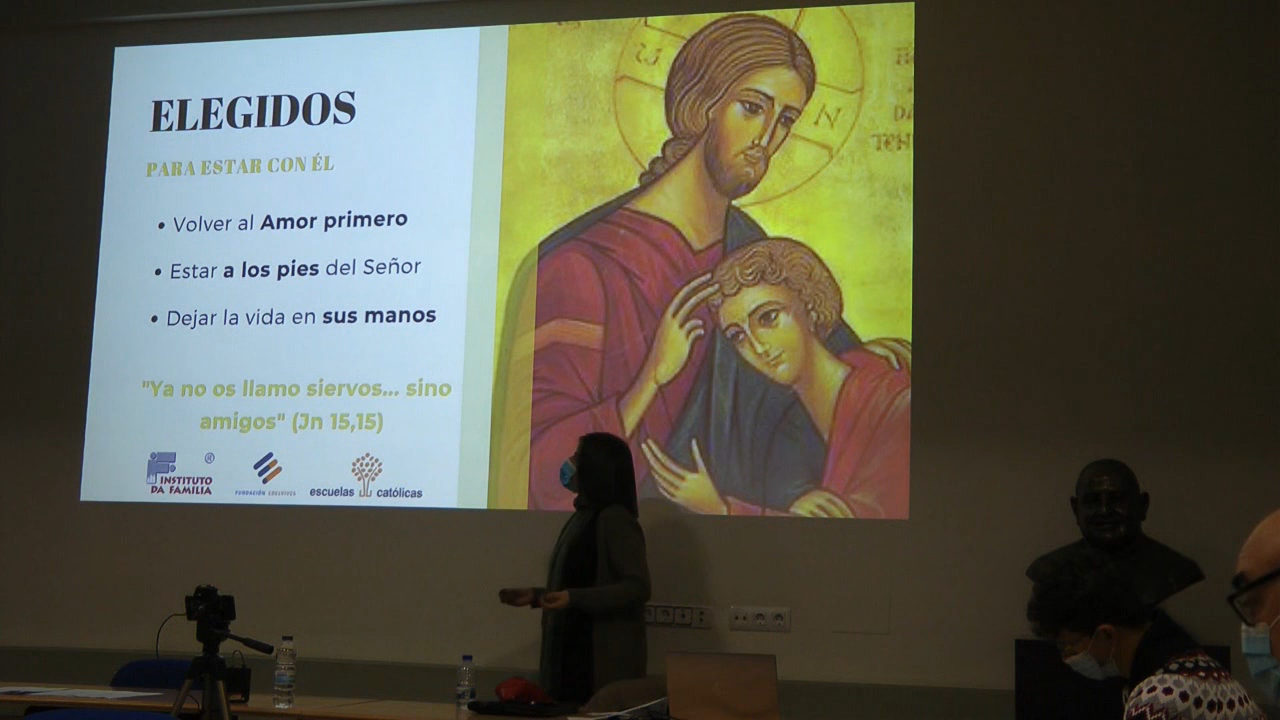 ELEGIDOS
PARA ESTAR CON ÉL
• Volver al Amor primero
• Estar a los pies del Señor
• Dejar la vida en sus manos
"Ya no os llamo siervos... sino
amigos" (Jn 15,15)
®
INSTITUTO
DA FAMILIA
FUNDACIÓN EDELVIVES
escuelas católicas
ω
N